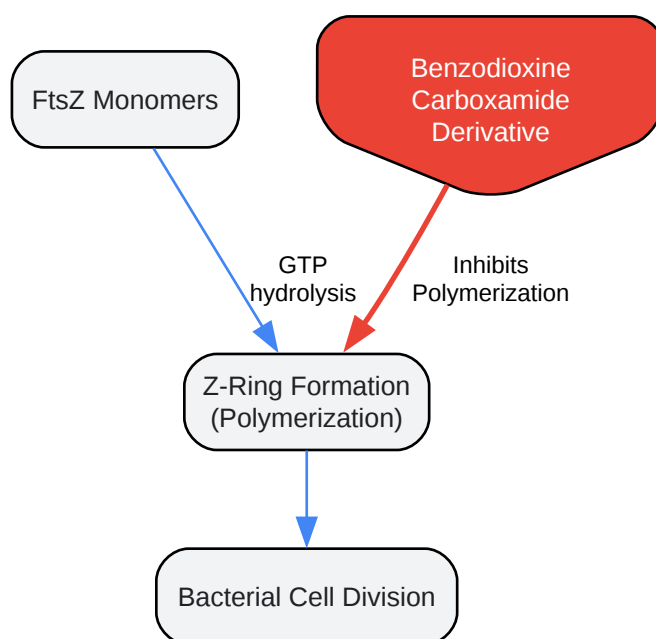 FtsZ Monomers
Benzodioxine
Carboxamide
Derivative
GTP
hydrolysis
Inhibits
Polymerization
Z-Ring Formation
(Polymerization)
Bacterial Cell Division